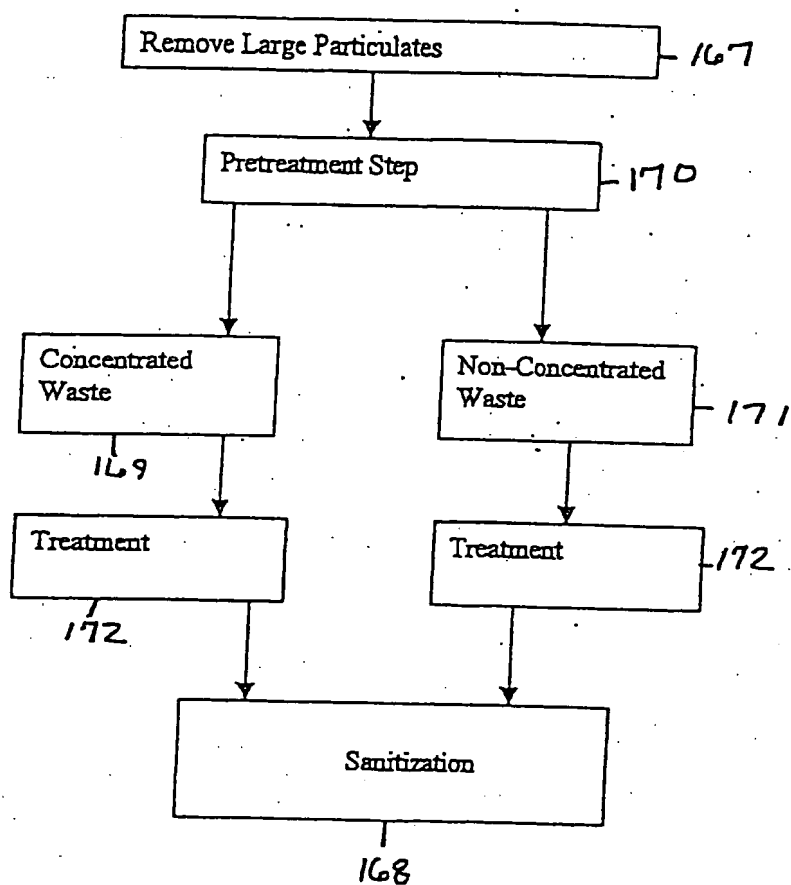 Remove Large Particulates
167
Pretreatment Step
170
Concentrated
Waste
169
Non-Concentrated
Waste
171
Treatment
172
Treatment
172
Sanitization
168